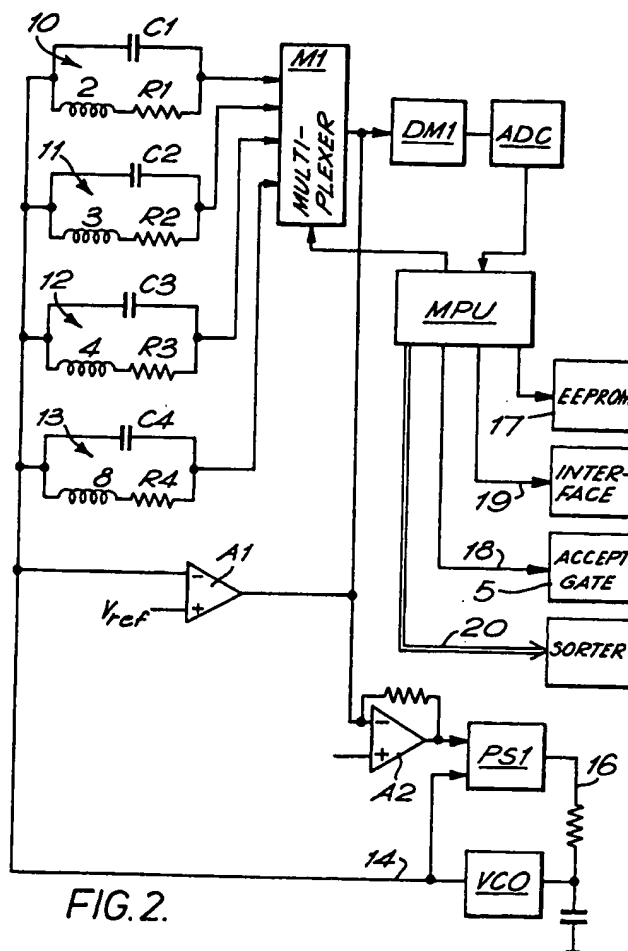 10
C1
2
R1
11
C2
3
R2
12
C3
4
R3
13
C4
8
R4
M1
MULTI-
PLEXER
DM1
ADC
MPU
EEPROM
17
INTER-
FACE
19
18
ACCEPT
GATE
5
20
SORTER
A1
-
+
Vref
-
+
A2
PS1
16
14
VCO
FIG.2.